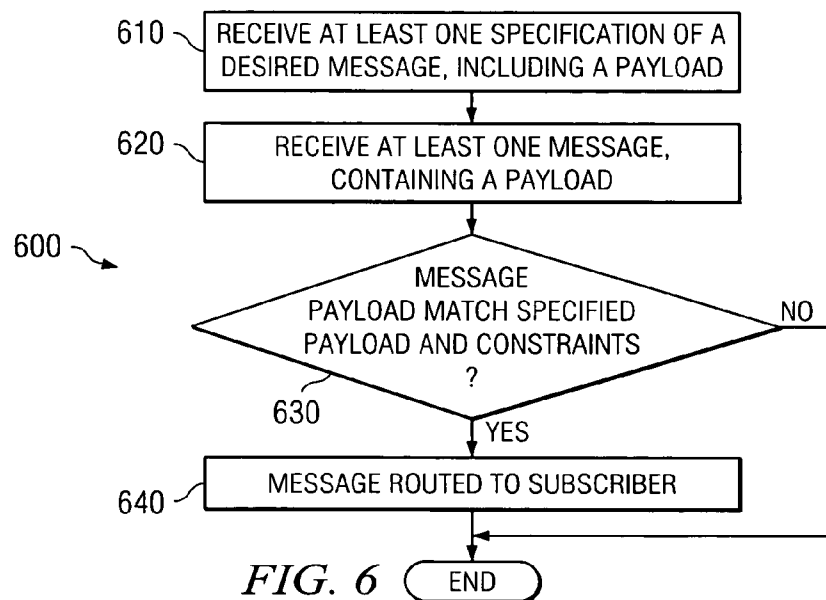 610
RECEIVE AT LEAST ONE SPECIFICATION OF A
DESIRED MESSAGE, INCLUDING A PAYLOAD
620
RECEIVE AT LEAST ONE MESSAGE,
CONTAINING A PAYLOAD
600
MESSAGE
PAYLOAD MATCH SPECIFIED
PAYLOAD AND CONSTRAINTS
?
NO
630
YES
640
MESSAGE ROUTED TO SUBSCRIBER
FIG. 6
END